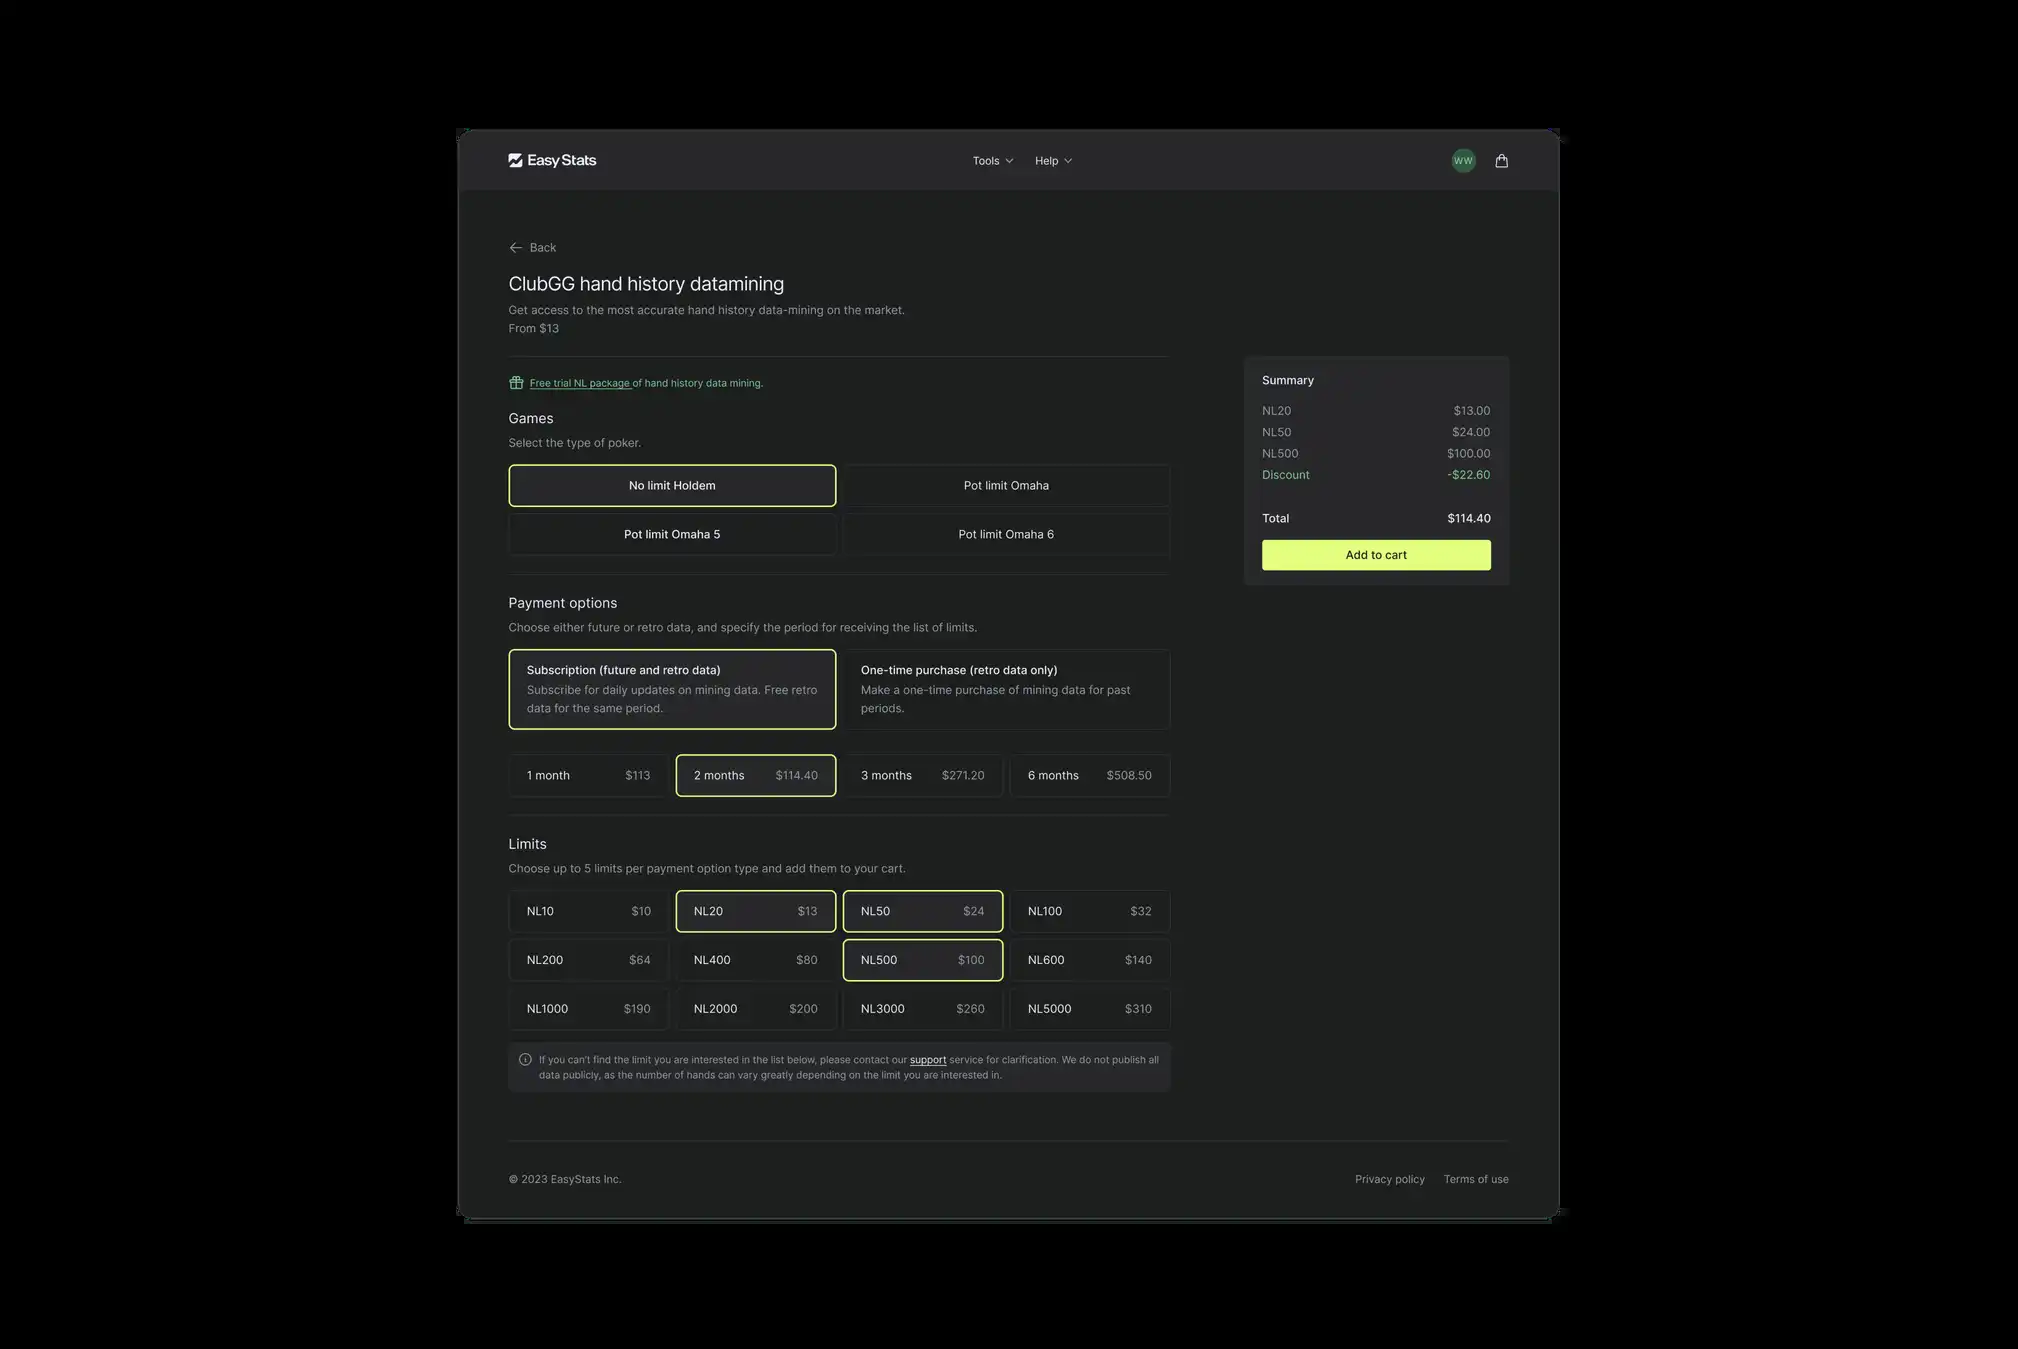 Easy Stats
Tools
Help
WW
Back
ClubGG hand history datamining
Get access to the most accurate hand history data-mining on the market.
From $13
Free trial NL package of hand history data mining.
Games
Select the type of poker.
No limit Holdem
Pot limit Omaha
Pot limit Omaha 5
Pot limit Omaha 6
Payment options
Choose either future or retro data, and specify the period for receiving the list of limits.
Subscription (future and retro data)
Subscribe for daily updates on mining data. Free retro
data for the same period.
One-time purchase (retro data only)
Make a one-time purchase of mining data for past
periods.
1 month $113
2 months $114.40
3 months $271.20
6 months $508.50
Limits
Choose up to 5 limits per payment option type and add them to your cart.
NL10 $10
NL20 $13
NL50 $24
NL100 $32
NL200 $64
NL400 $80
NL500 $100
NL600 $140
NL1000 $190
NL2000 $200
NL3000 $260
NL5000 $310
If you can't find the limit you are interested in the list below, please contact our support service for clarification. We do not publish all
data publicly, as the number of hands can vary greatly depending on the limit you are interested in.
Summary
NL20 $13.00
NL50 $24.00
NL500 $100.00
Discount -$22.60
Total $114.40
Add to cart
© 2023 EasyStats Inc.
Privacy policy
Terms of use